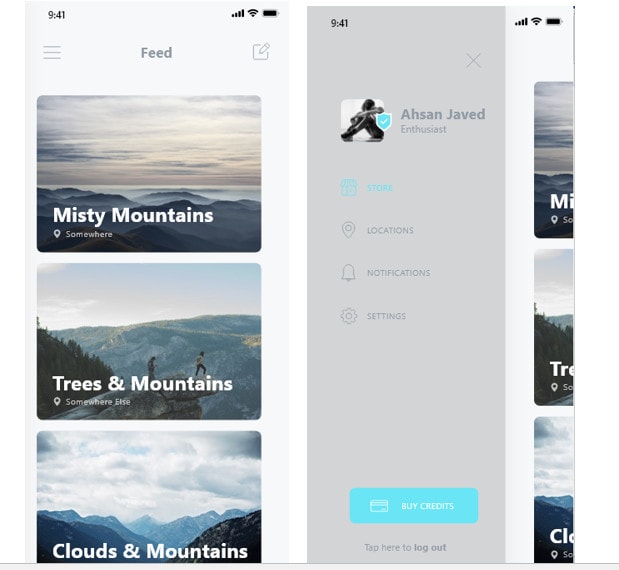 9:41
Feed
Misty Mountains
Somewhere
Trees & Mountains
Somewhere Else
Clouds & Mountains
9:41
Ahsan Javed
Enthusiast
STORE
LOCATIONS
NOTIFICATIONS
SETTINGS
BUY CREDITS
Tap here to log out
Mi
So
Tre
So
Clo
So